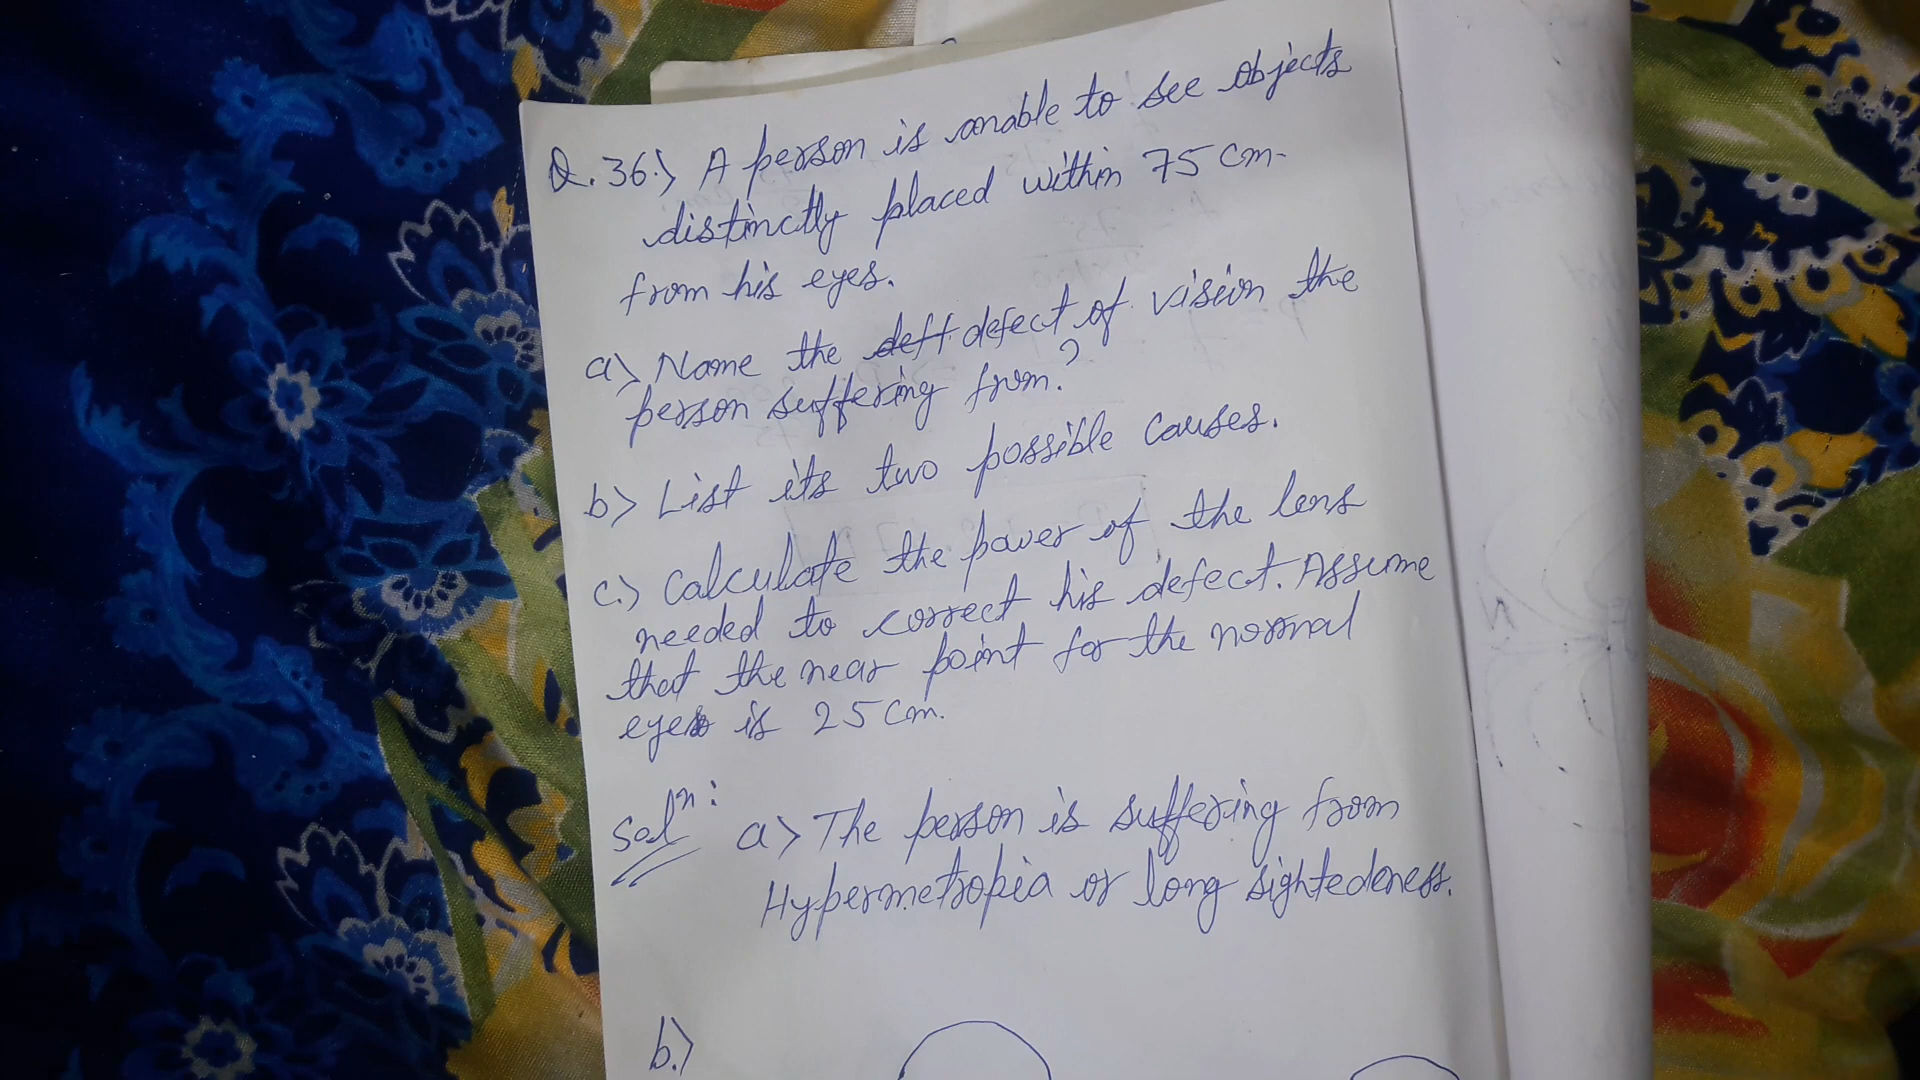 Q.36.> A person is unable to see objects
distinctly placed within 75 cm.
from his eyes.
a> Name the deff defect of vision the
person suffering from.?
b> List its two possible causes.
c.> Calculate the power of the lens
needed to correct his defect. Assume
that the near point for the normal
eyes is 25 cm.
Solⁿ: a> The person is suffering from
Hypermetropia or long sightedeness.
b.>